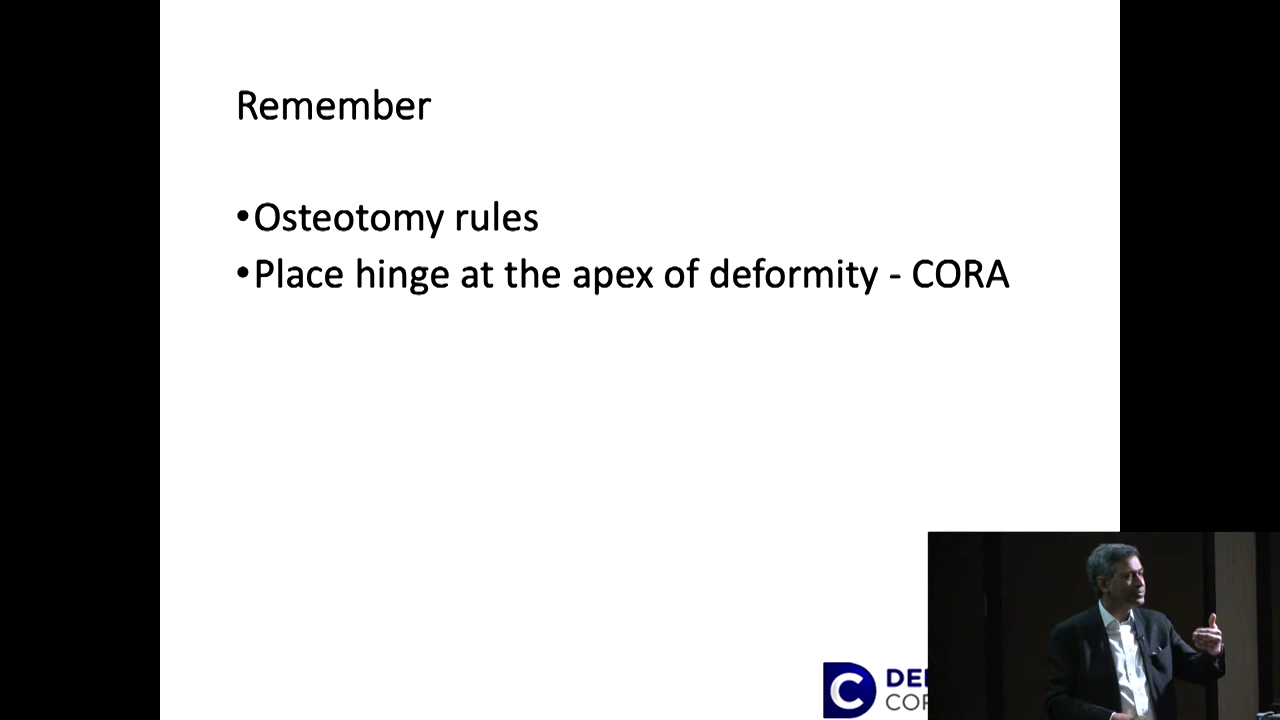 Remember
•Osteotomy rules
•Place hinge at the apex of deformity - CORA